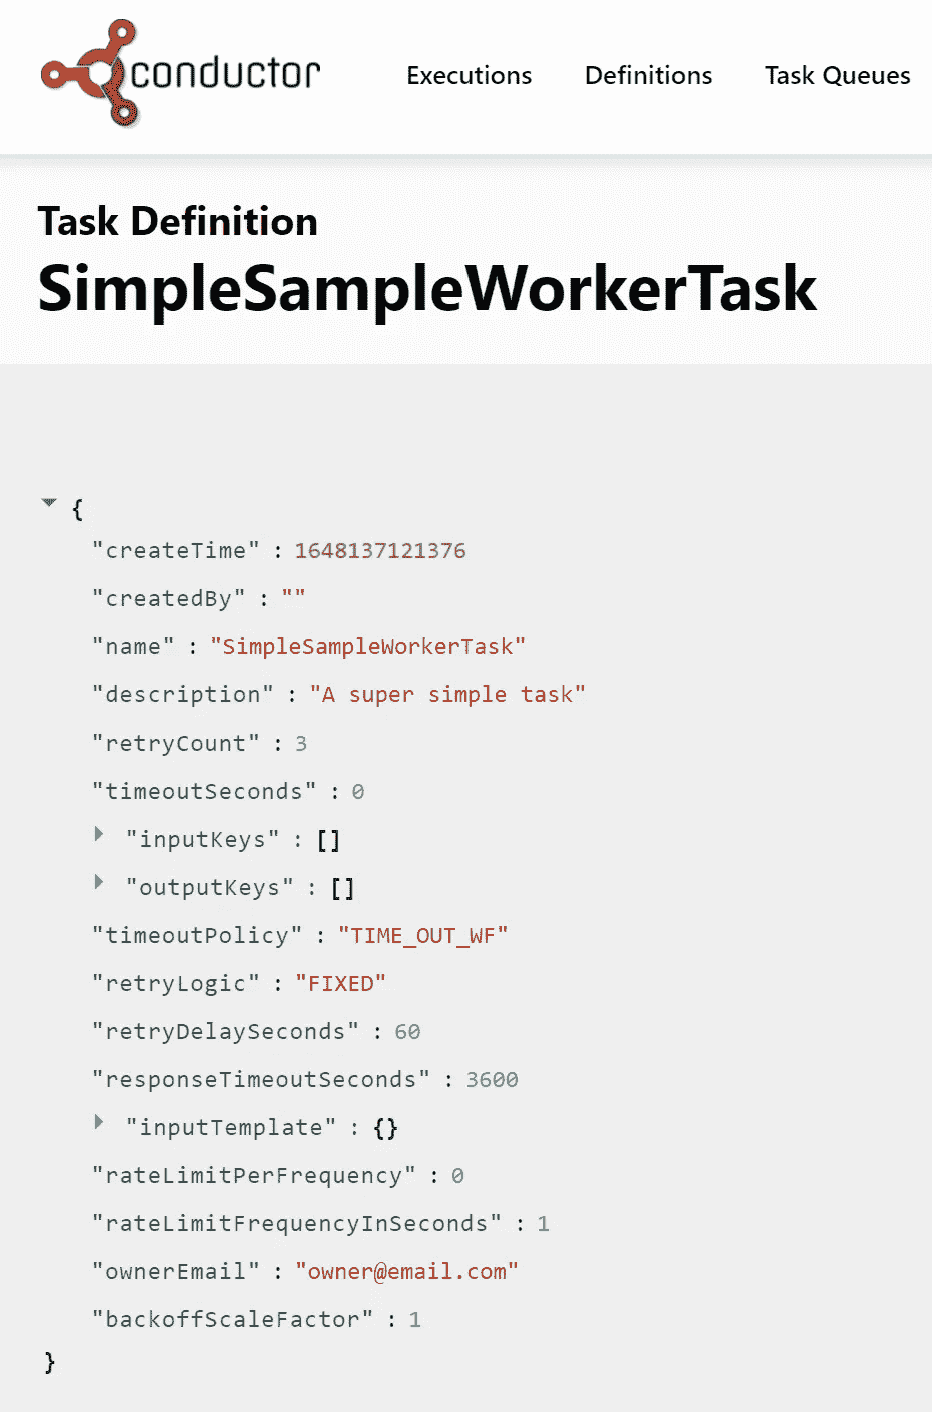 conductor
Executions Definitions Task Queues
Task Definition
SimpleSampleWorkerTask
{
"createTime" : 1648137121376
"createdBy" : ""
"name" : "SimpleSampleWorkerTask"
"description" : "A super simple task"
"retryCount" : 3
"timeoutSeconds" : 0
"inputKeys" : []
"outputKeys" : []
"timeoutPolicy" : "TIME_OUT_WF"
"retryLogic" : "FIXED"
"retryDelaySeconds" : 60
"responseTimeoutSeconds" : 3600
"inputTemplate" : {}
"rateLimitPerFrequency" : 0
"rateLimitFrequencyInSeconds" : 1
"ownerEmail" : "owner@email.com"
"backoffScaleFactor" : 1
}